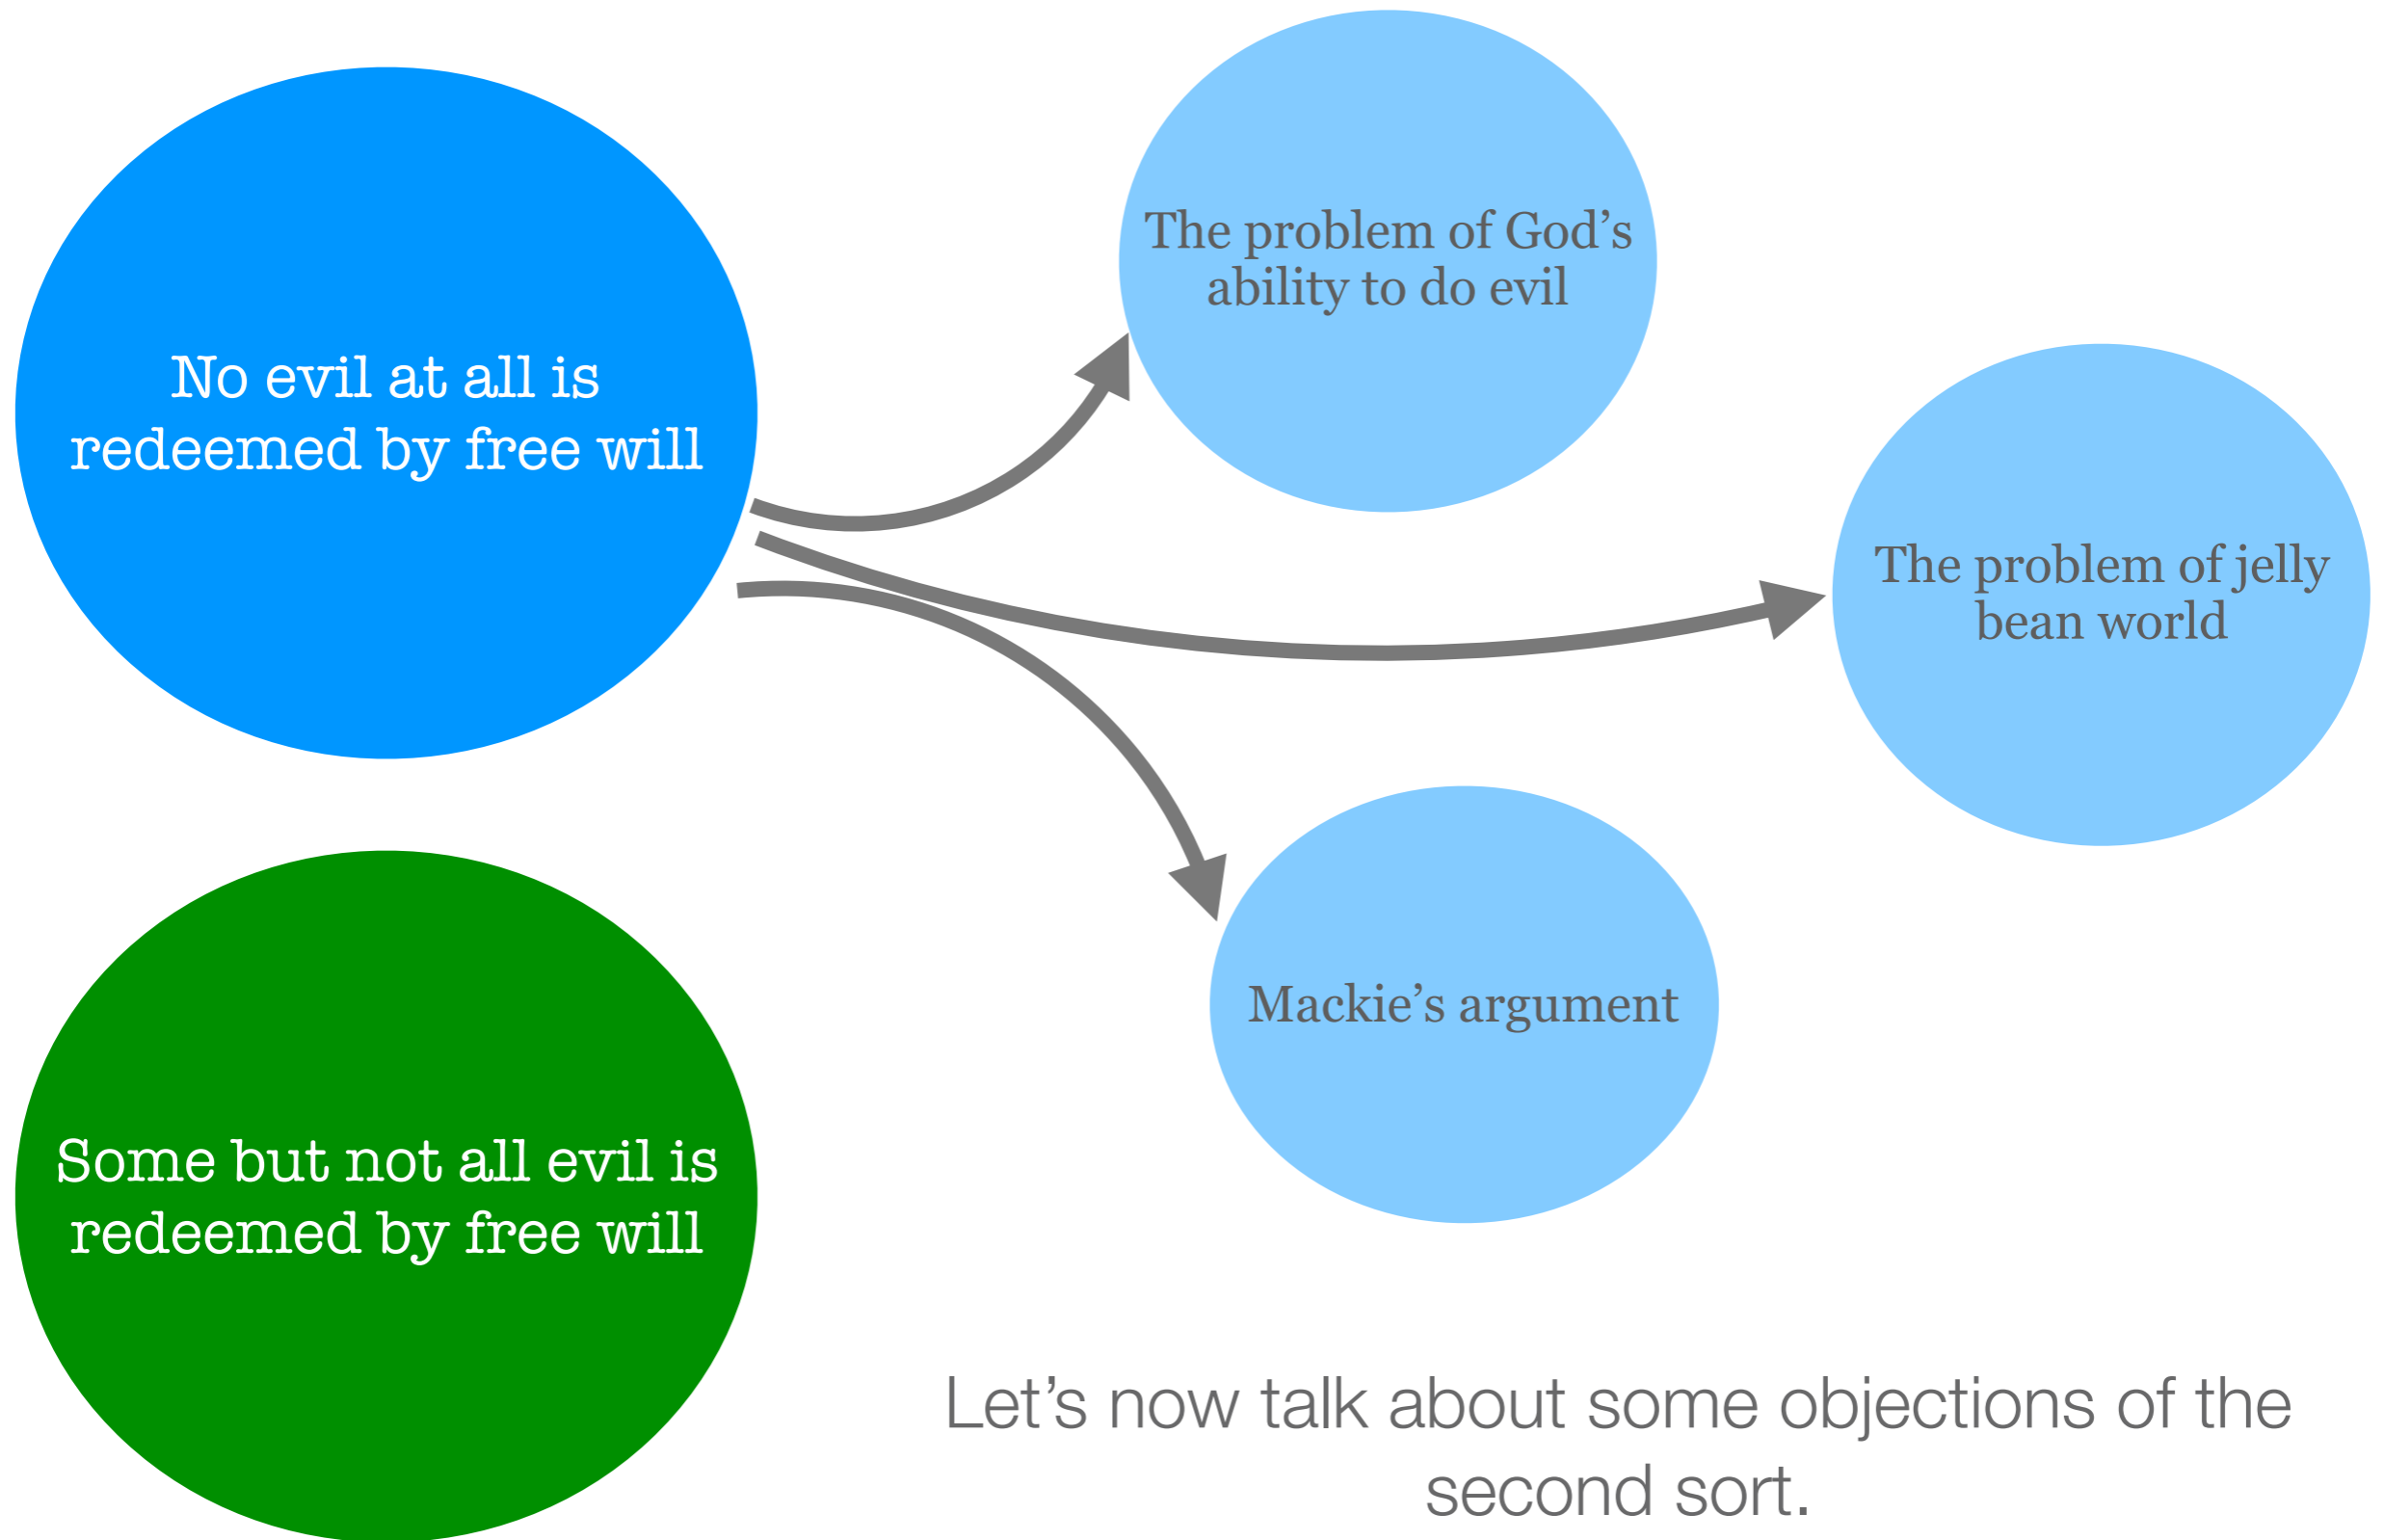 The problem of God’s
ability to do evil
No evil at all is
redeemed by free will
The problem of jelly
bean world
Mackie’s argument
Some but not all evil is
redeemed by free will
Let’s now talk about some objections of the
second sort.